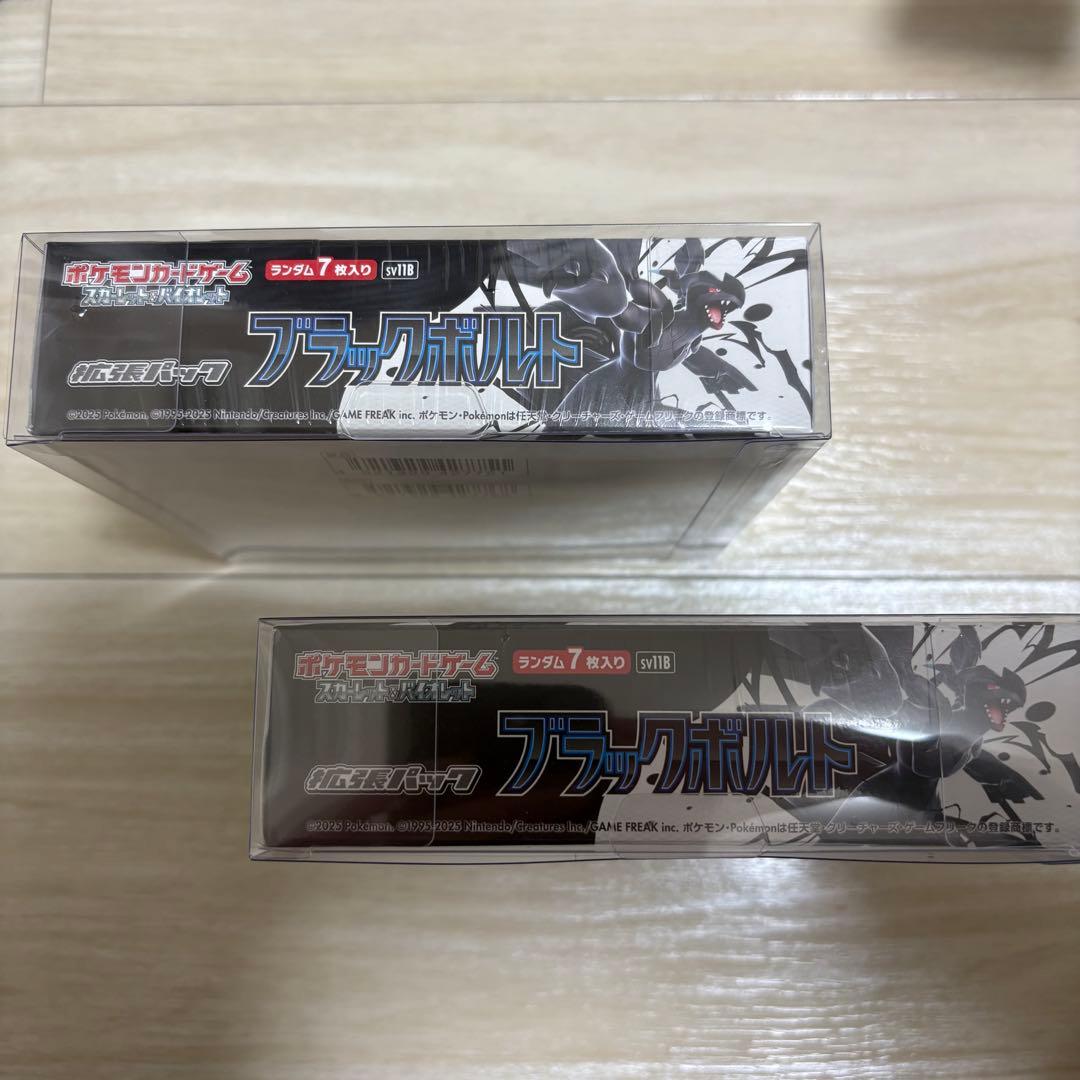 ポケモンカードゲーム
スカーレット&バイオレット
ランダム7枚入り sv11B
拡張パック
ブラックボルト
©2025 Pokémon. ©1995-2025 Nintendo/Creatures Inc./GAME FREAK inc. ポケモン・Pokémonは任天堂・クリーチャーズ・ゲームフリークの登録商標です。
ポケモンカードゲーム
スカーレット&バイオレット
ランダム7枚入り sv11B
拡張パック
ブラックボルト
©2025 Pokémon. ©1995-2025 Nintendo/Creatures Inc./GAME FREAK inc. ポケモン・Pokémonは任天堂・クリーチャーズ・ゲームフリークの登録商標です。